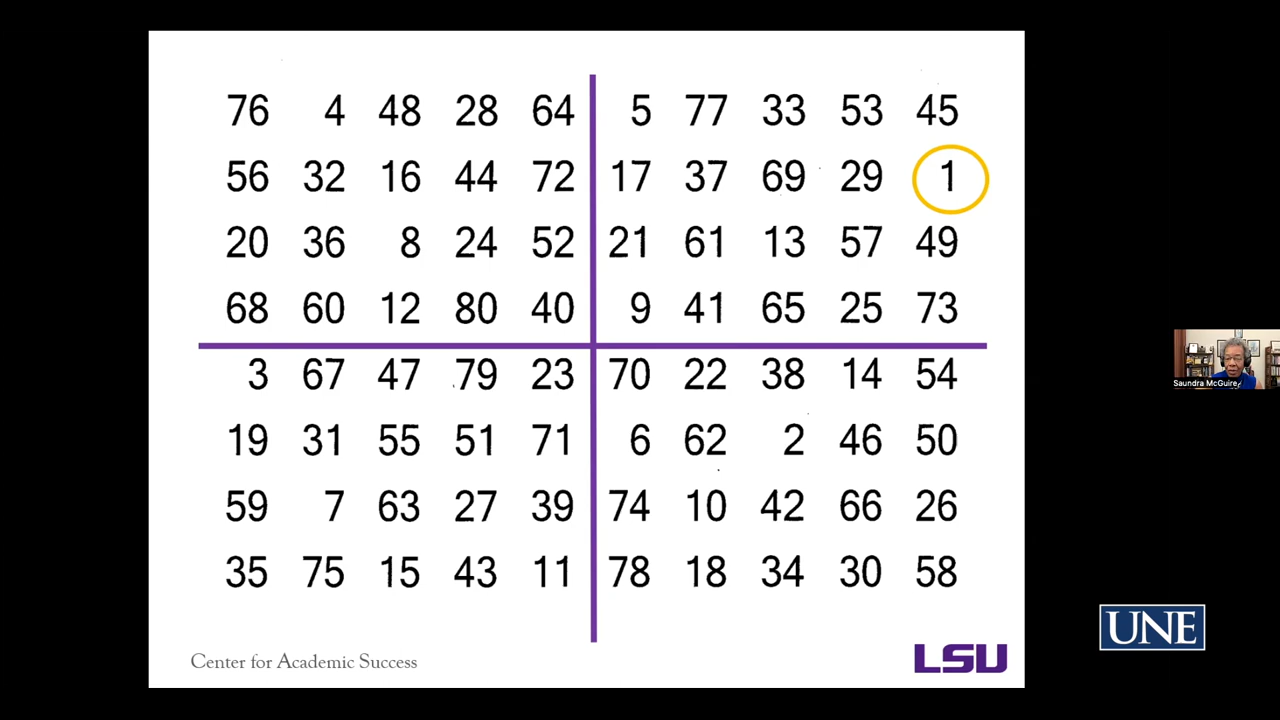 76 4 48 28 64 5 77 33 53 45
56 32 16 44 72 17 37 69 29 1
20 36 8 24 52 21 61 13 57 49
68 60 12 80 40 9 41 65 25 73
3 67 47 79 23 70 22 38 14 54
19 31 55 51 71 6 62 2 46 50
59 7 63 27 39 74 10 42 66 26
35 75 15 43 11 78 18 34 30 58
Center for Academic Success
LSU
Saundra McGuire
UNE